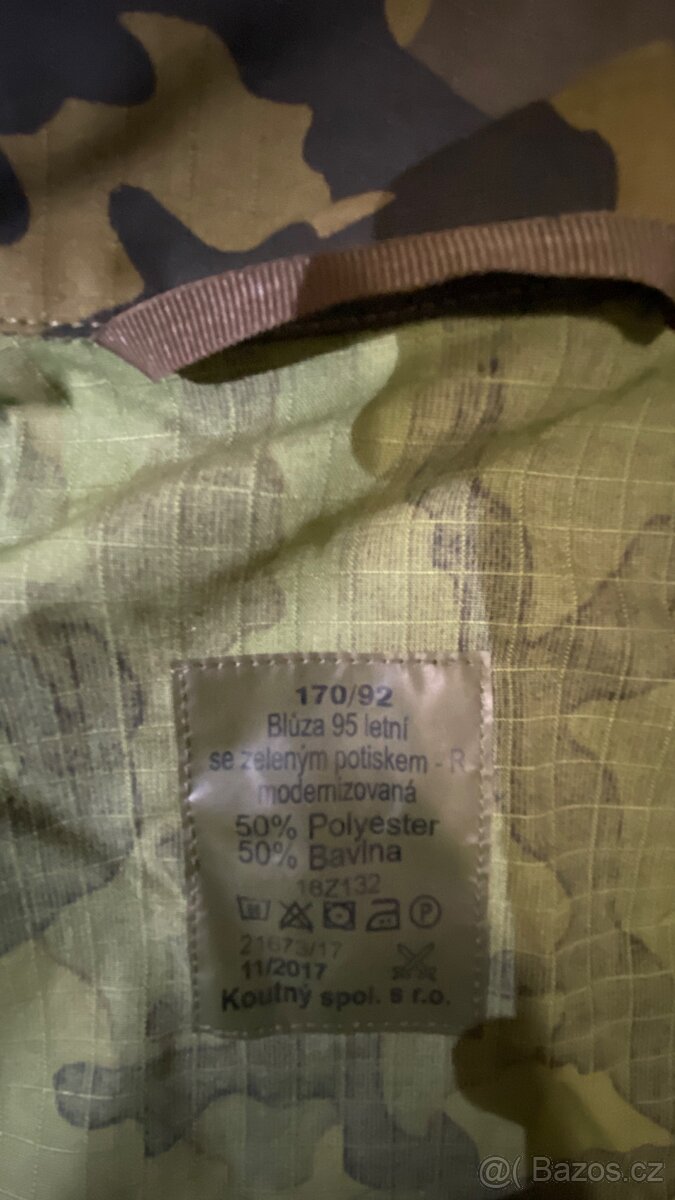 170/92
Blůza 95 letní
se zeleným potiskem - R
modernizovaná
50% Polyester
50% Bavlna
18Z132
P
21673/17
11/2017
Koutný spol. s r.o.
@( Bazos.cz